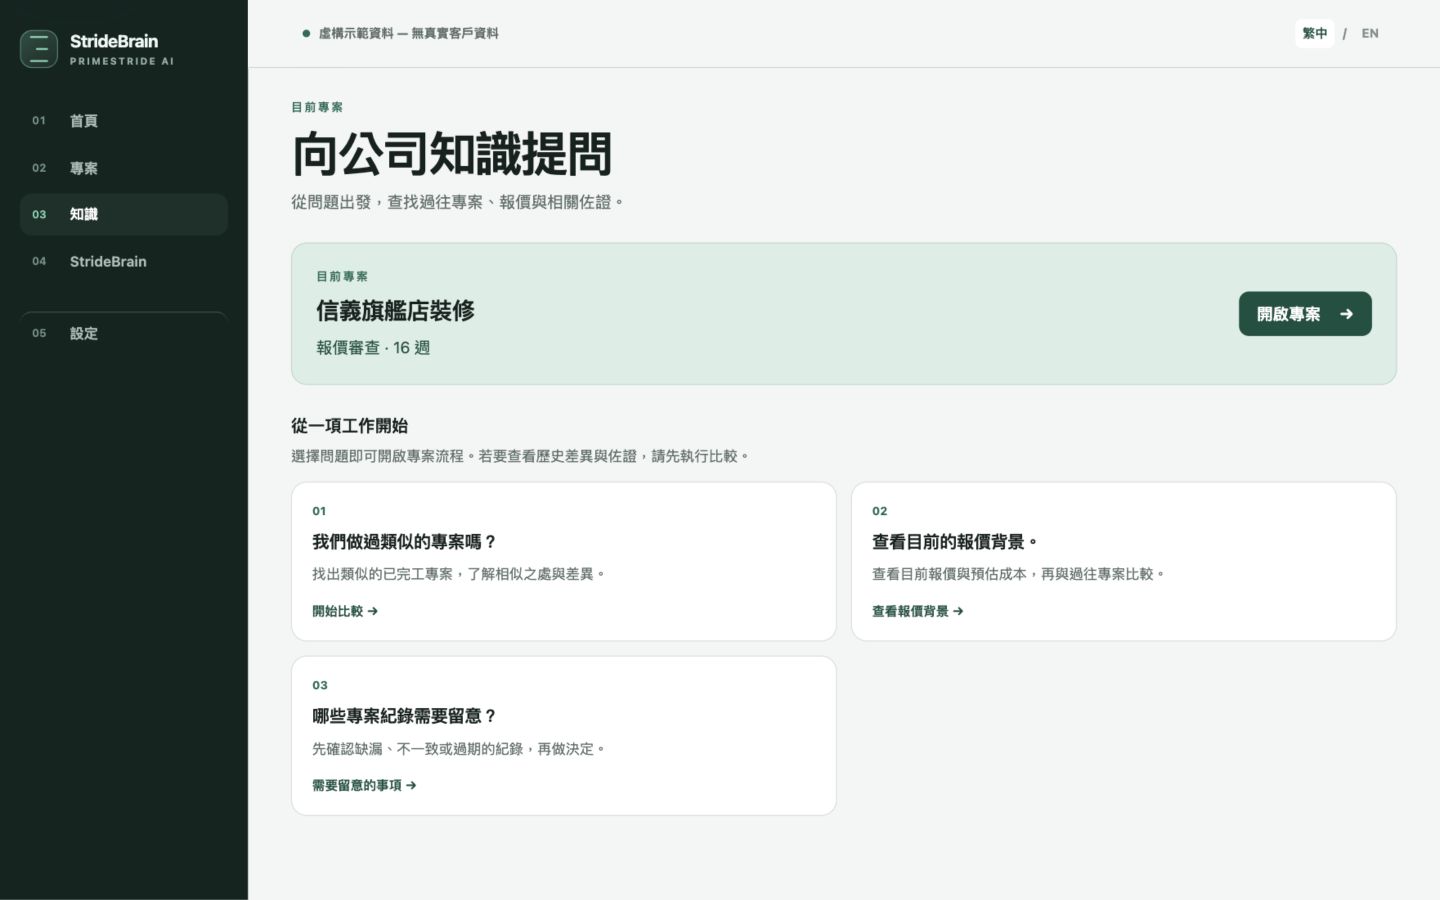 StrideBrain
PRIMESTRIDE AI
01 首頁
02 專案
03 知識
04 StrideBrain
05 設定
虛構示範資料 — 無真實客戶資料
繁中 / EN
目前專案
向公司知識提問
從問題出發，查找過往專案、報價與相關佐證。
目前專案
信義旗艦店裝修
報價審查 · 16 週
開啟專案 →
從一項工作開始
選擇問題即可開啟專案流程。若要查看歷史差異與佐證，請先執行比較。
01
我們做過類似的專案嗎？
找出類似的已完工專案，了解相似之處與差異。
開始比較 →
02
查看目前的報價背景。
查看目前報價與預估成本，再與過往專案比較。
查看報價背景 →
03
哪些專案紀錄需要留意？
先確認缺漏、不一致或過期的紀錄，再做決定。
需要留意的事項 →